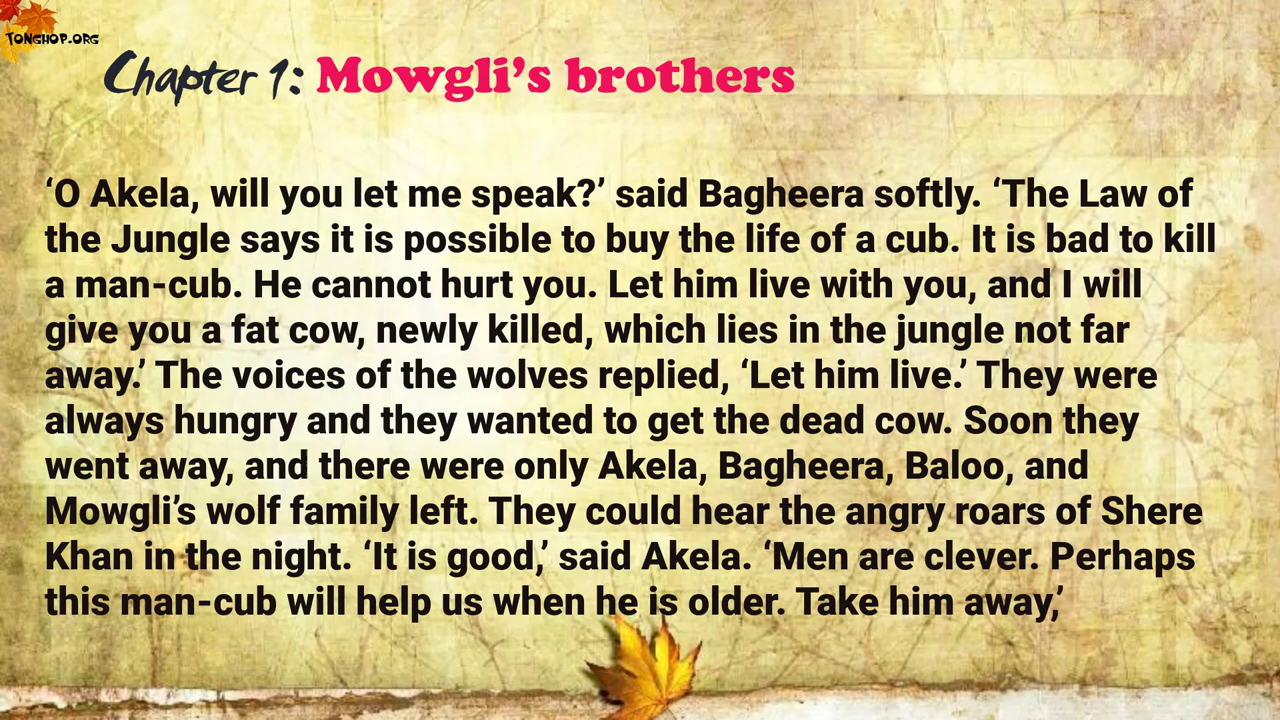 TONGHOP.ORG
Chapter 1: Mowgli’s brothers
‘O Akela, will you let me speak?’ said Bagheera softly. ‘The Law of
the Jungle says it is possible to buy the life of a cub. It is bad to kill
a man-cub. He cannot hurt you. Let him live with you, and I will
give you a fat cow, newly killed, which lies in the jungle not far
away.’ The voices of the wolves replied, ‘Let him live.’ They were
always hungry and they wanted to get the dead cow. Soon they
went away, and there were only Akela, Bagheera, Baloo, and
Mowgli’s wolf family left. They could hear the angry roars of Shere
Khan in the night. ‘It is good,’ said Akela. ‘Men are clever. Perhaps
this man-cub will help us when he is older. Take him away,’